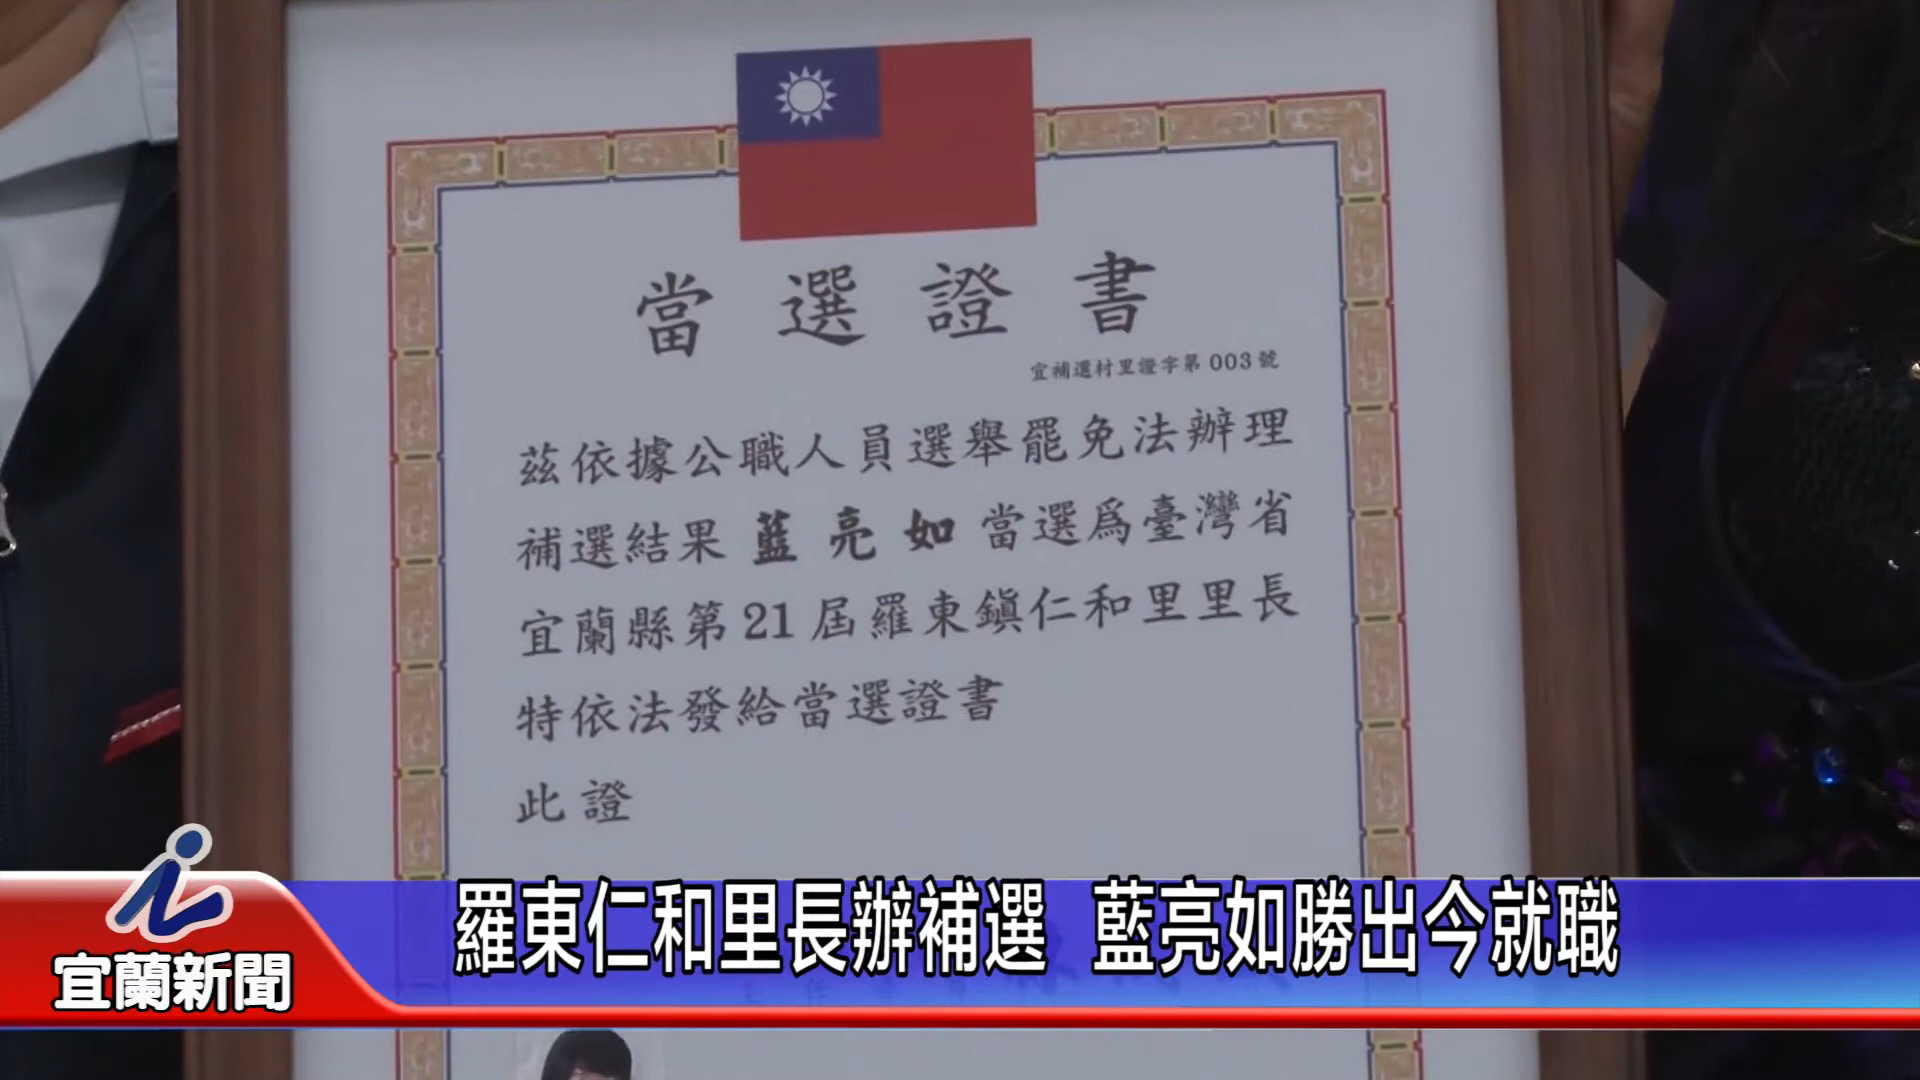 當選證書
宜補選村里證字第003號
茲依據公職人員選舉罷免法辦理
補選結果 藍亮如 當選為臺灣省
宜蘭縣第21屆羅東鎮仁和里里長
特依法發給當選證書
此證
羅東仁和里長辦補選 藍亮如勝出今就職
宜蘭新聞